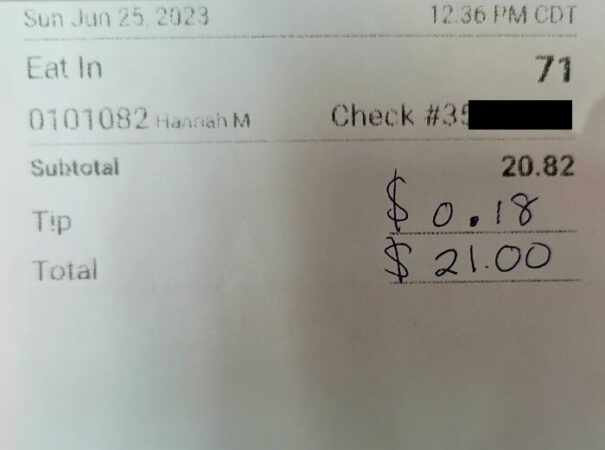 Sun Jun 25, 2023 12:36 PM CDT
Eat In 71
0101082 Hannah M Check #35
Subtotal 20.82
Tip $ 0.18
Total $ 21.00